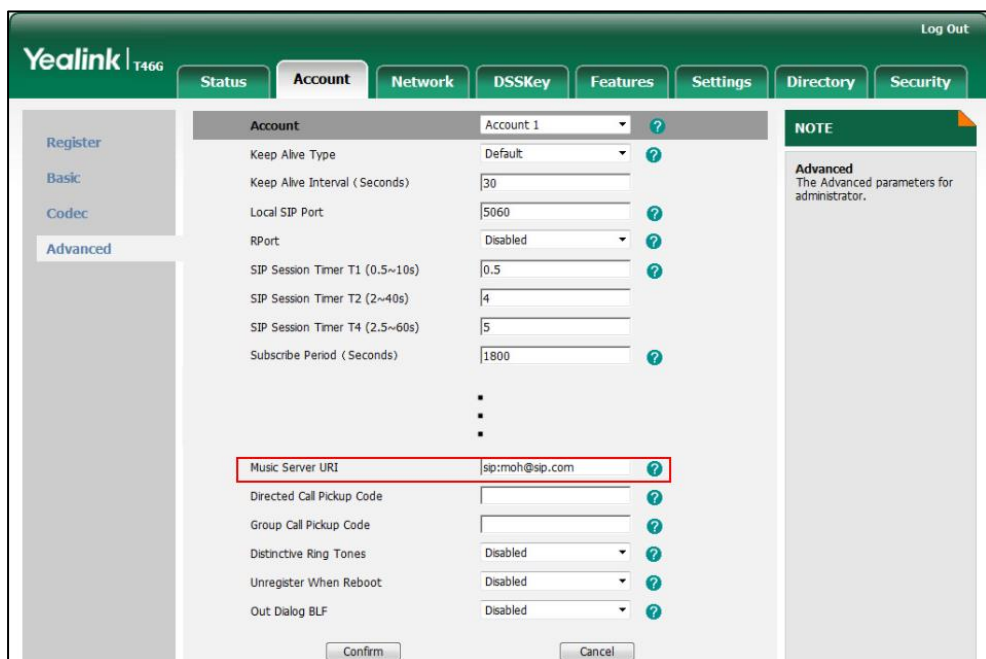 Log Out
Yealink | T46G
Status Account Network DSSKey Features Settings Directory Security
Register
Basic
Codec
Advanced
Account Account 1
Keep Alive Type Default
Keep Alive Interval (Seconds) 30
Local SIP Port 5060
RPort Disabled
SIP Session Timer T1 (0.5~10s) 0.5
SIP Session Timer T2 (2~40s) 4
SIP Session Timer T4 (2.5~60s) 5
Subscribe Period (Seconds) 1800
Music Server URI sip:moh@sip.com
Directed Call Pickup Code
Group Call Pickup Code
Distinctive Ring Tones Disabled
Unregister When Reboot Disabled
Out Dialog BLF Disabled
Confirm Cancel
NOTE
Advanced
The Advanced parameters for
administrator.